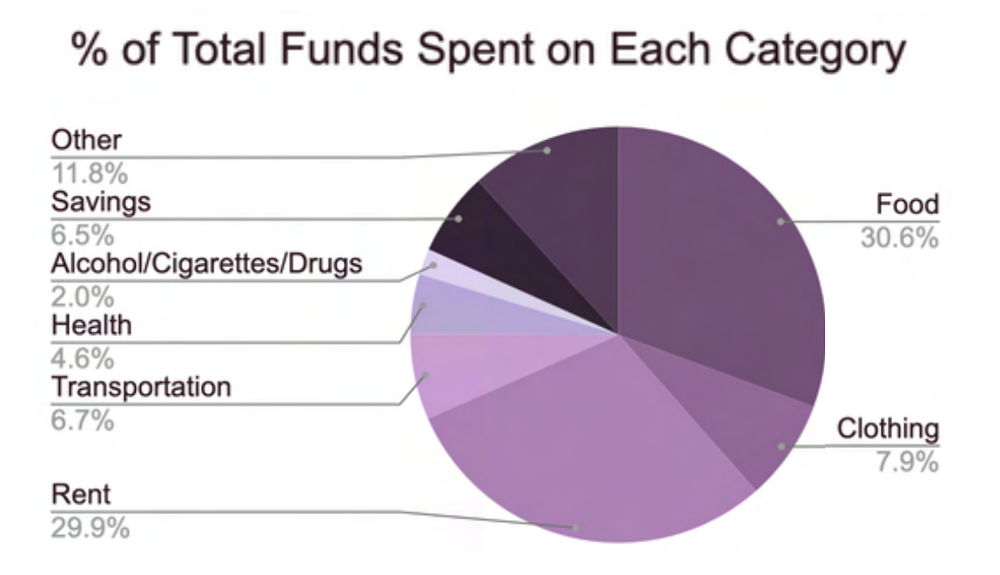 % of Total Funds Spent on Each Category
Other
11.8%
Savings
6.5%
Alcohol/Cigarettes/Drugs
2.0%
Health
4.6%
Transportation
6.7%
Rent
29.9%
Food
30.6%
Clothing
7.9%